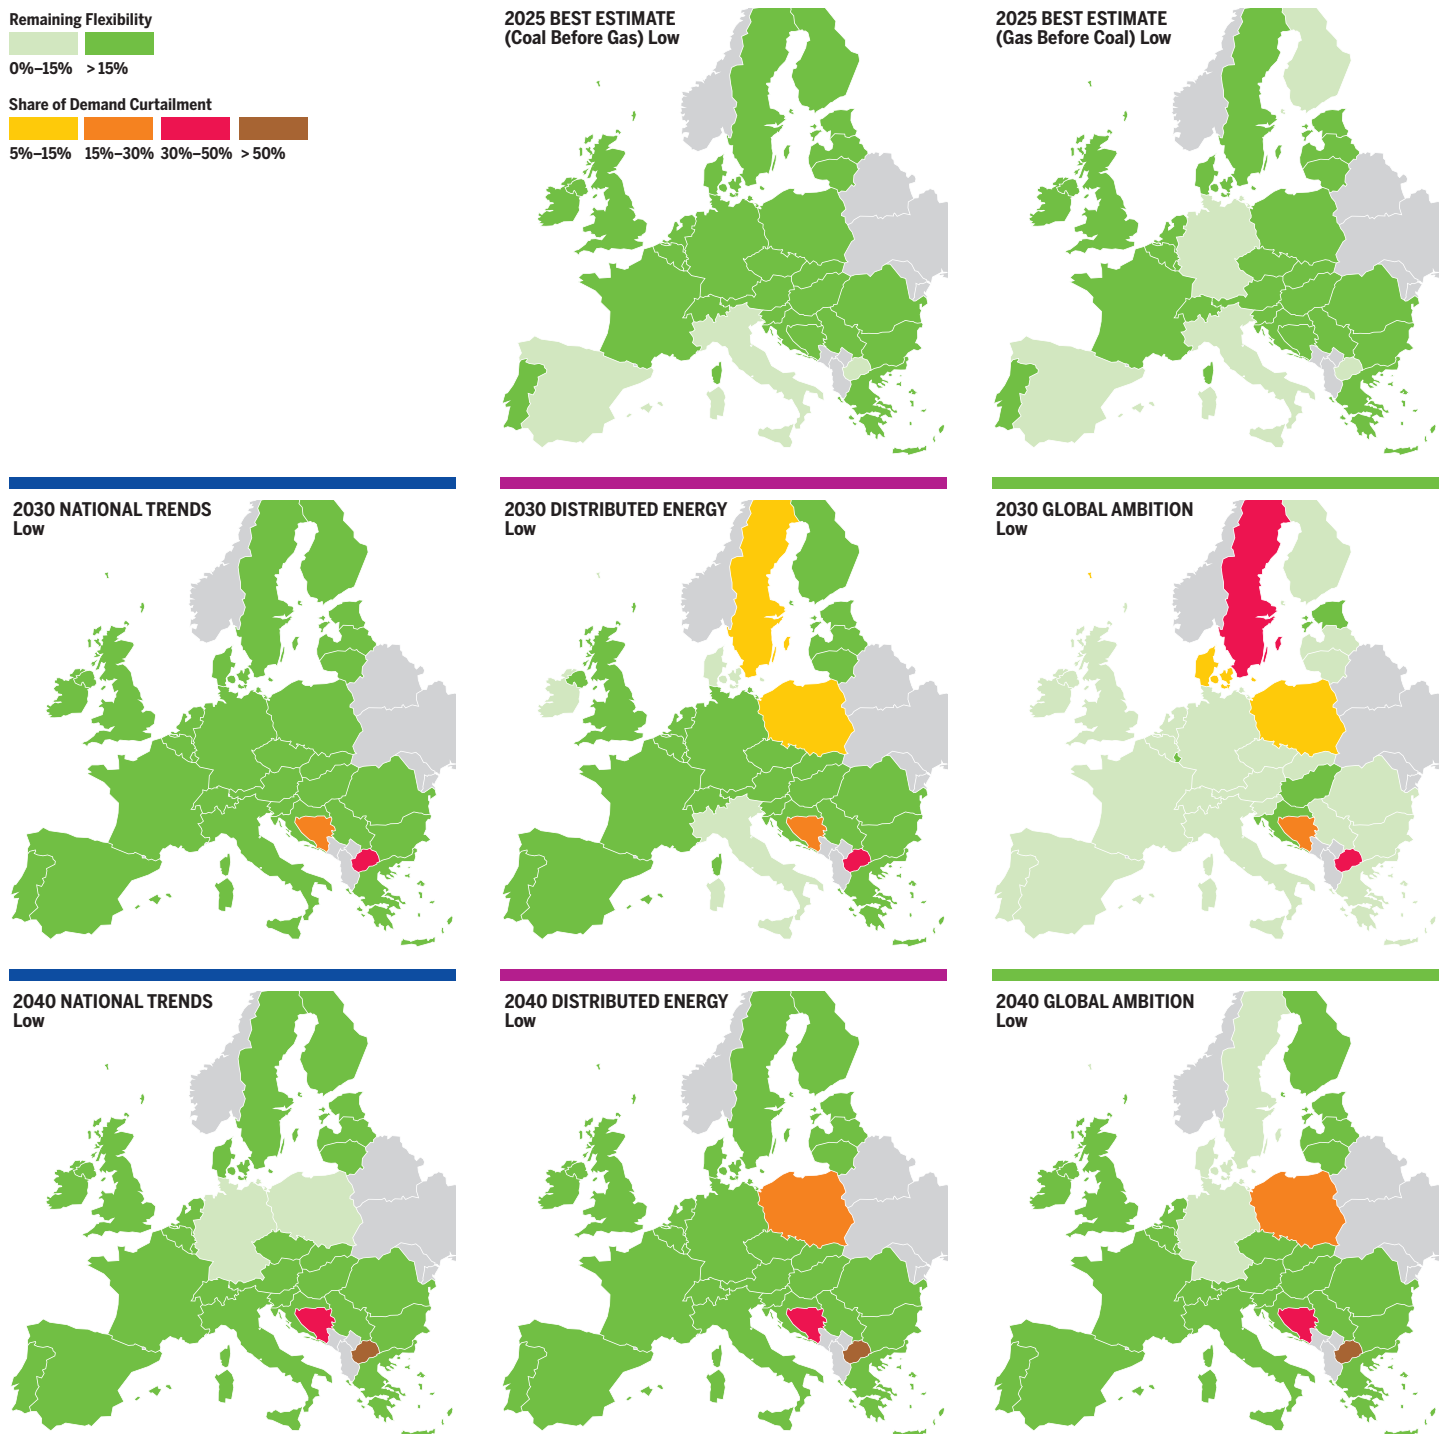 Remaining Flexibility
0%–15% > 15%
Share of Demand Curtailment
5%–15% 15%–30% 30%–50% > 50%
2025 BEST ESTIMATE
(Coal Before Gas) Low
2025 BEST ESTIMATE
(Gas Before Coal) Low
2030 NATIONAL TRENDS
Low
2030 DISTRIBUTED ENERGY
Low
2030 GLOBAL AMBITION
Low
2040 NATIONAL TRENDS
Low
2040 DISTRIBUTED ENERGY
Low
2040 GLOBAL AMBITION
Low